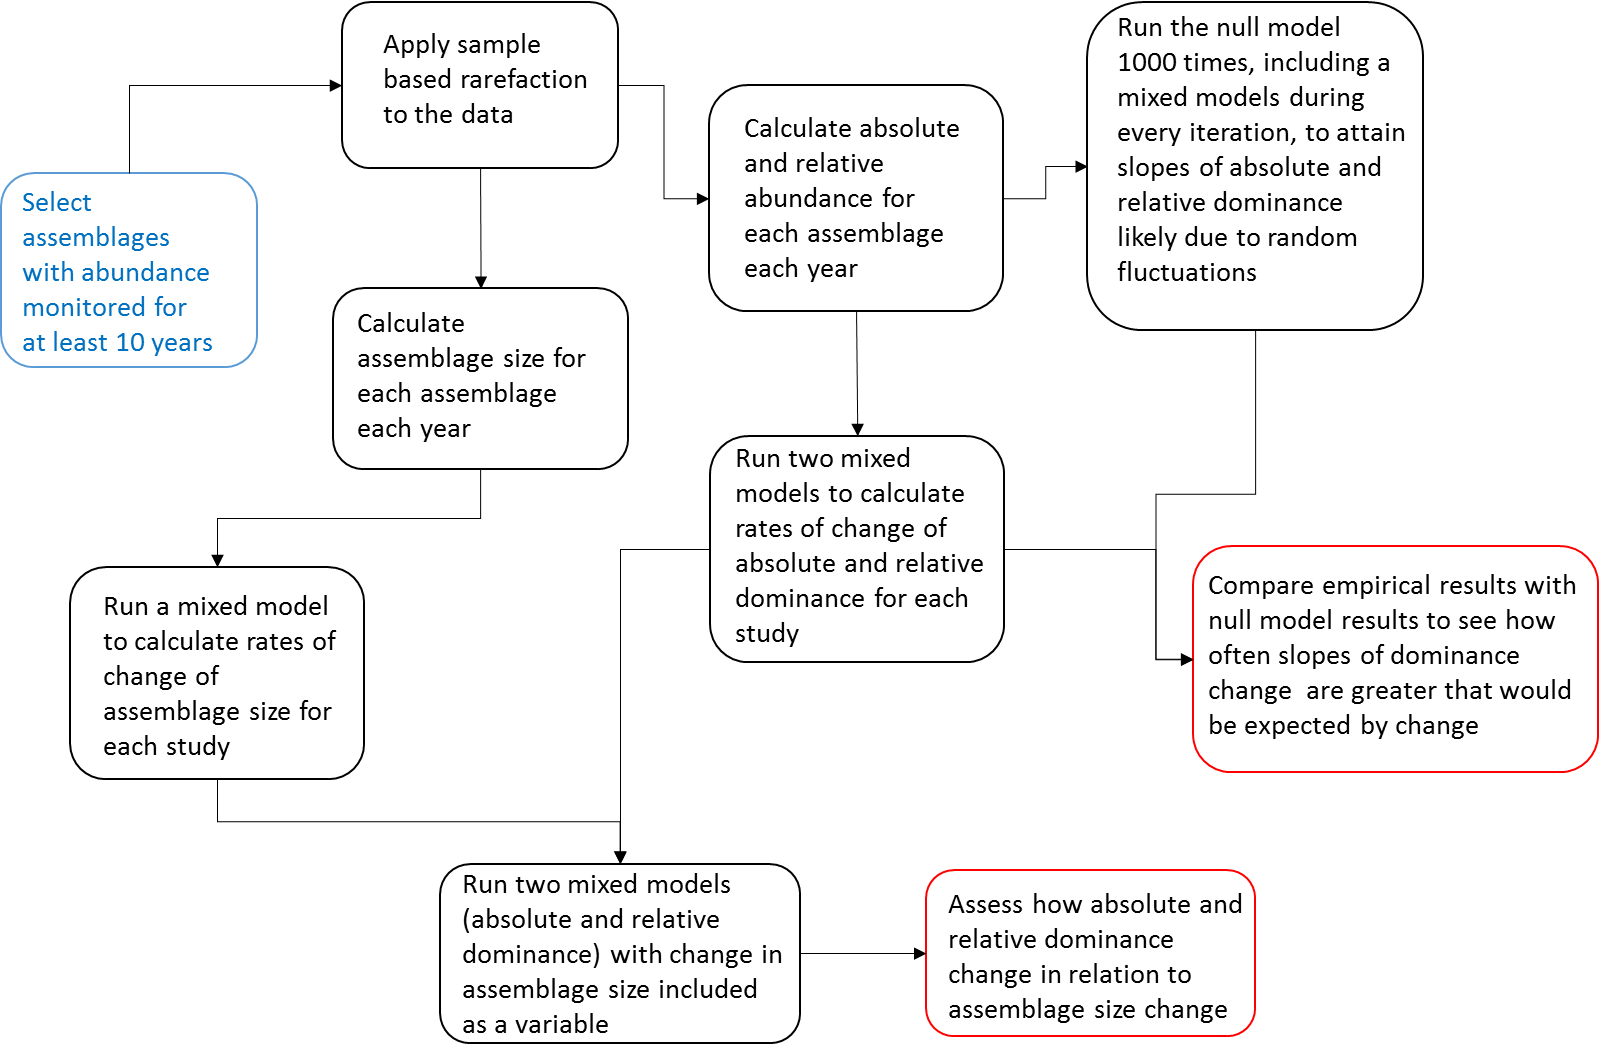 Select
assemblages
with abundance
monitored for
at least 10 years
Apply sample
based rarefaction
to the data
Calculate absolute
and relative
abundance for
each assemblage
each year
Run the null model
1000 times, including a
mixed models during
every iteration, to attain
slopes of absolute and
relative dominance
likely due to random
fluctuations
Calculate
assemblage size for
each assemblage
each year
Run two mixed
models to calculate
rates of change of
absolute and relative
dominance for each
study
Run a mixed model
to calculate rates of
change of
assemblage size for
each study
Compare empirical results with
null model results to see how
often slopes of dominance
change  are greater that would
be expected by change
Run two mixed models
(absolute and relative
dominance) with change in
assemblage size included
as a variable
Assess how absolute and
relative dominance
change in relation to
assemblage size change